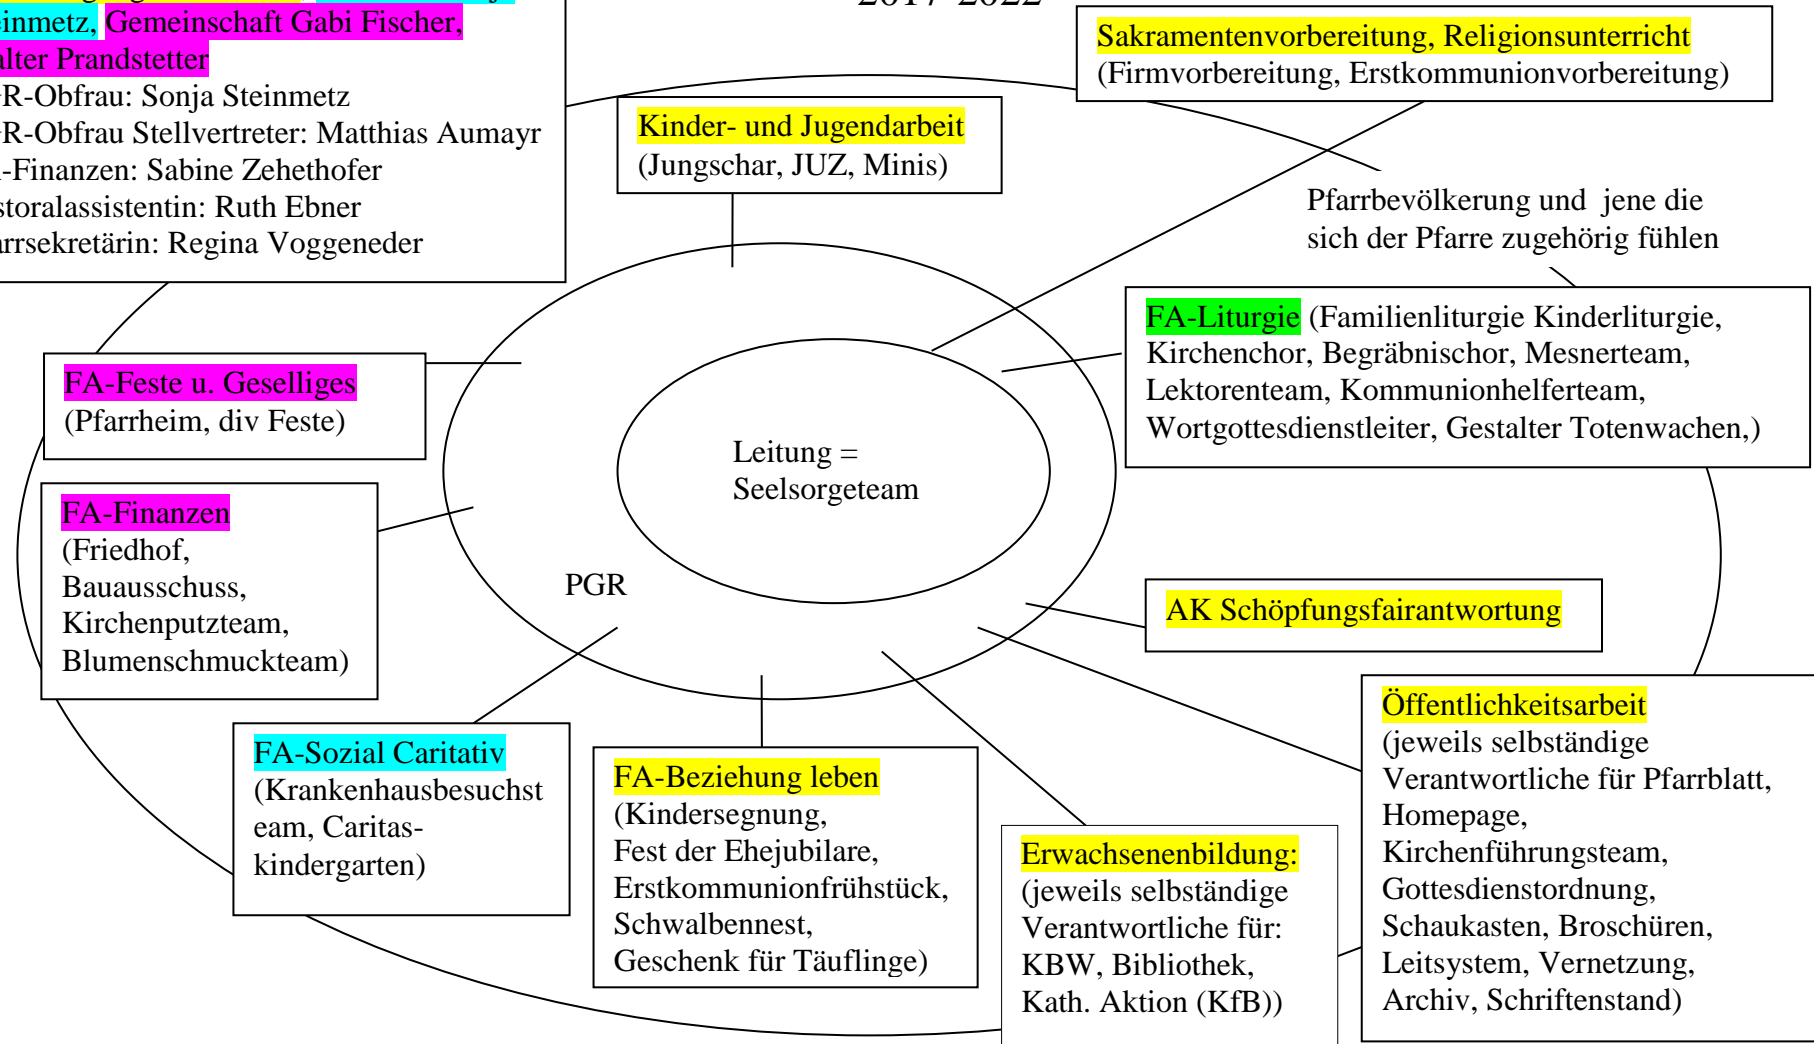 Gemeinschaft Gabi Fischer,
Prandstetter
R-Obfrau: Sonja Steinmetz
R-Obfrau Stellvertreter: Matthias Aumayr
-Finanzen: Sabine Zehethofer
storalassistentin: Ruth Ebner
arrsekretärin: Regina Voggeneder
2017-2022
Sakramentenvorbereitung, Religionsunterricht
(Firmvorbereitung, Erstkommunionvorbereitung)
Kinder- und Jugendarbeit
(Jungschar, JUZ, Minis)
Pfarrbevölkerung und jene die
sich der Pfarre zugehörig fühlen
FA-Liturgie (Familienliturgie Kinderliturgie,
Kirchenchor, Begräbnischor, Mesnerteam,
Lektorenteam, Kommunionhelferteam,
Wortgottesdienstleiter, Gestalter Totenwachen,)
FA-Feste u. Geselliges
(Pfarrheim, div Feste)
Leitung =
Seelsorgeteam
FA-Finanzen
(Friedhof,
Bauausschuss,
Kirchenputzteam,
Blumenschmuckteam)
PGR
AK Schöpfungsfairantwortung
FA-Sozial Caritativ
(Krankenhausbesuchst
eam, Caritas-
kindergarten)
FA-Beziehung leben
(Kindersegnung,
Fest der Ehejubilare,
Erstkommunionfrühstück,
Schwalbennest,
Geschenk für Täuflinge)
Erwachsenenbildung:
(jeweils selbständige
Verantwortliche für:
KBW, Bibliothek,
Kath. Aktion (KfB))
Öffentlichkeitsarbeit
(jeweils selbständige
Verantwortliche für Pfarrblatt,
Homepage,
Kirchenführungsteam,
Gottesdienstordnung,
Schaukasten, Broschüren,
Leitsystem, Vernetzung,
Archiv, Schriftenstand)